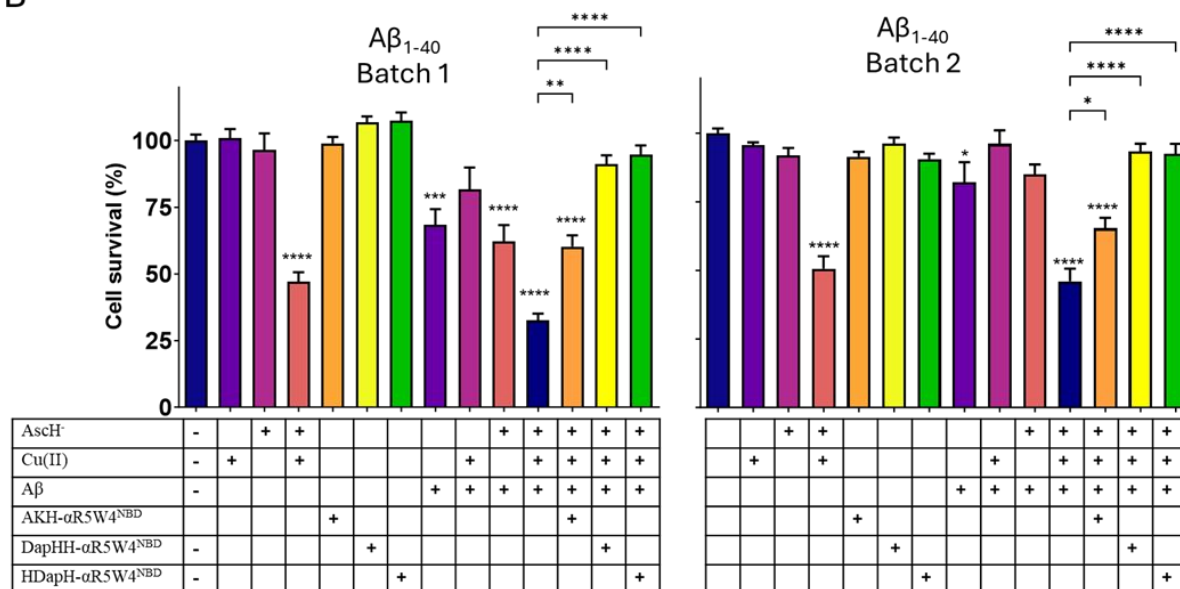 Aβ1-40
Batch 1
Aβ1-40
Batch 2
****
****
**
****
****
*
Cell survival (%)
100
75
50
25
0
****
***
****
****
****
****
*
****
****
AscH- - + + + + + + + + + + + + + +
Cu(II) - + + + + + + + + + + + + + +
Aβ - + + + + + + + + + + + + + +
AKH-αR5W4NBD + + + +
DapHH-αR5W4NBD - + + + +
HDapH-αR5W4NBD - + + + +